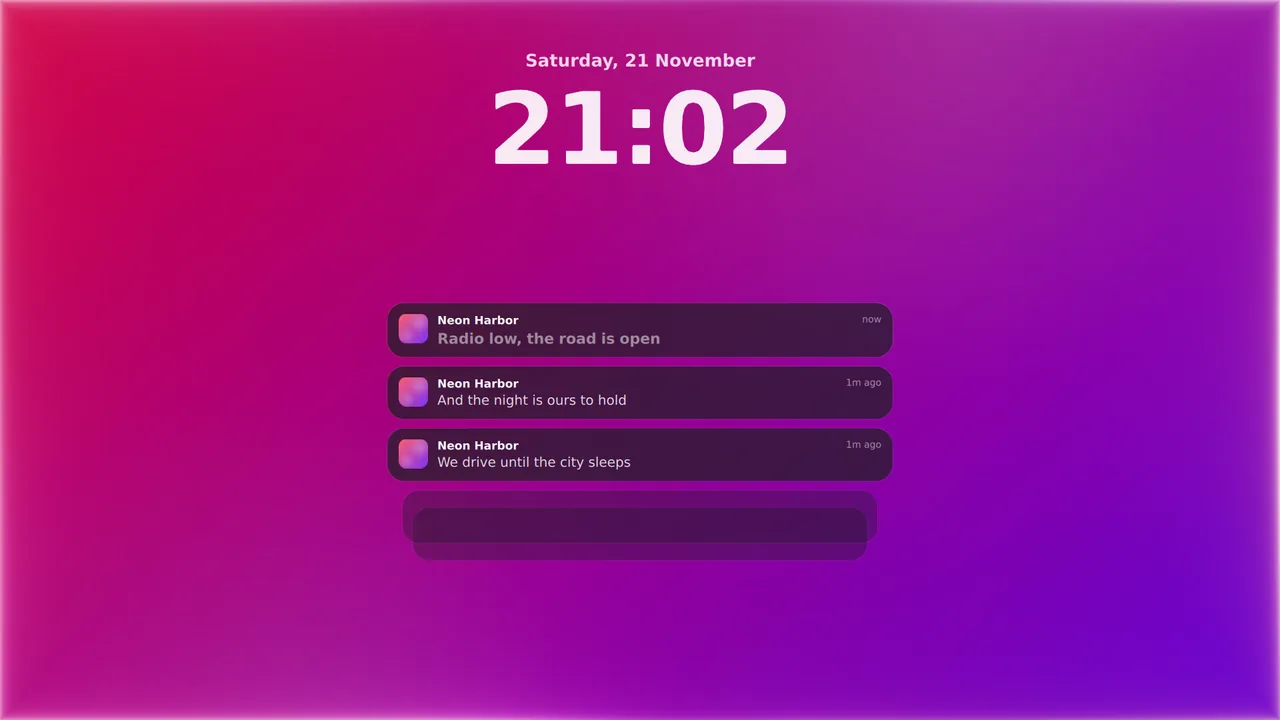 Saturday, 21 November
21:02
Neon Harbor
now
Radio low, the road is open
Neon Harbor
1m ago
And the night is ours to hold
Neon Harbor
1m ago
We drive until the city sleeps